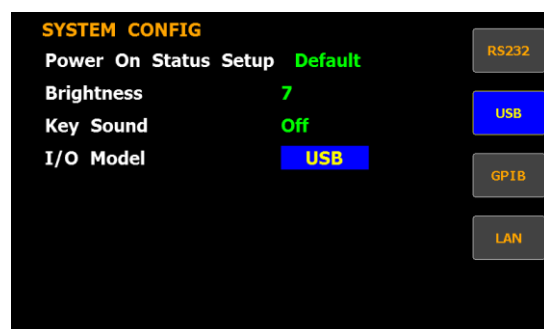 SYSTEM CONFIG
Power On Status Setup Default
Brightness 7
Key Sound Off
I/O Model USB
RS232
USB
GPIB
LAN